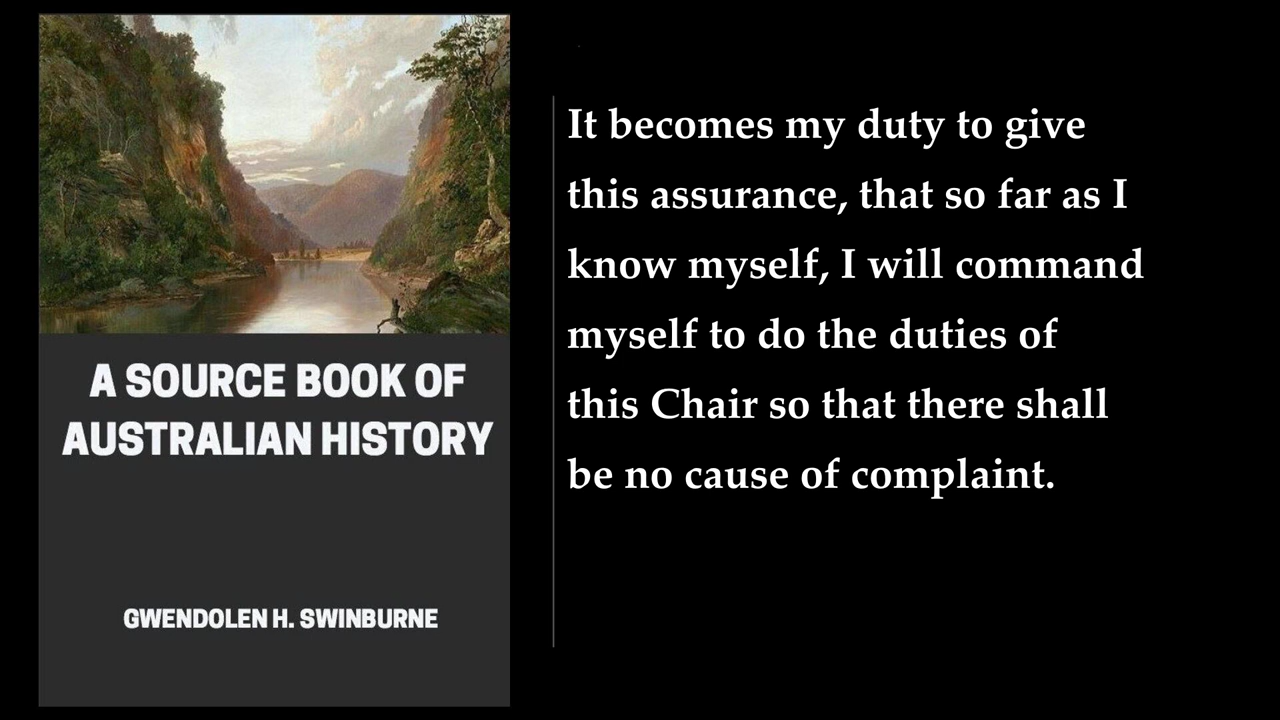 A SOURCE BOOK OF
AUSTRALIAN HISTORY
GWENDOLEN H. SWINBURNE
It becomes my duty to give
this assurance, that so far as I
know myself, I will command
myself to do the duties of
this Chair so that there shall
be no cause of complaint.